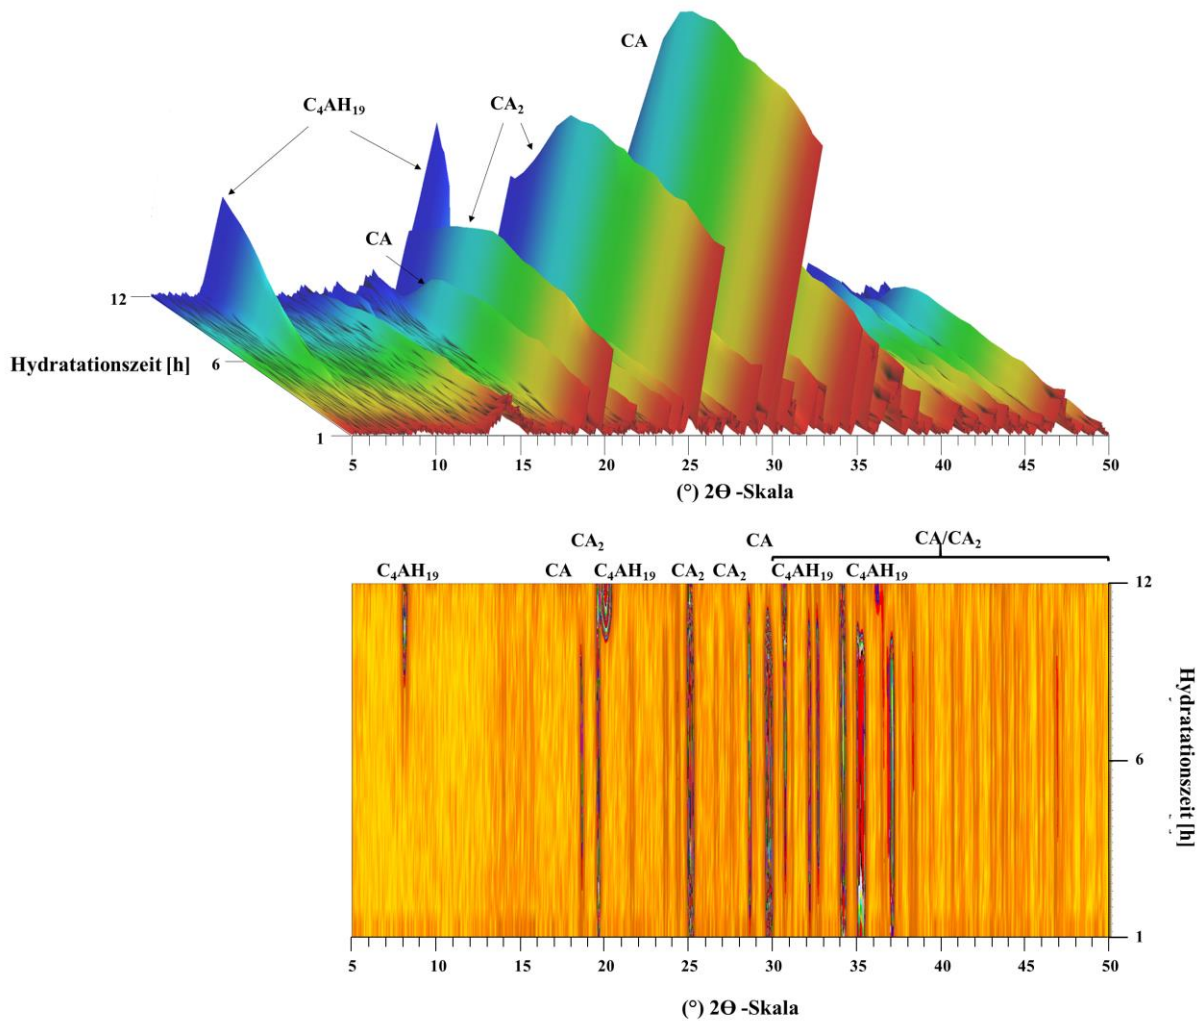 CA
C₄AH₁₉
CA₂
CA
12
Hydratationszeit [h]
6
1
5 10 15 20 25 30 35 40 45 50
(°) 2ϴ -Skala
CA₂ CA CA/CA₂
C₄AH₁₉ CA C₄AH₁₉ CA₂ CA₂ C₄AH₁₉ C₄AH₁₉
12
6
1
Hydratationszeit [h]
5 10 15 20 25 30 35 40 45 50
(°) 2ϴ -Skala